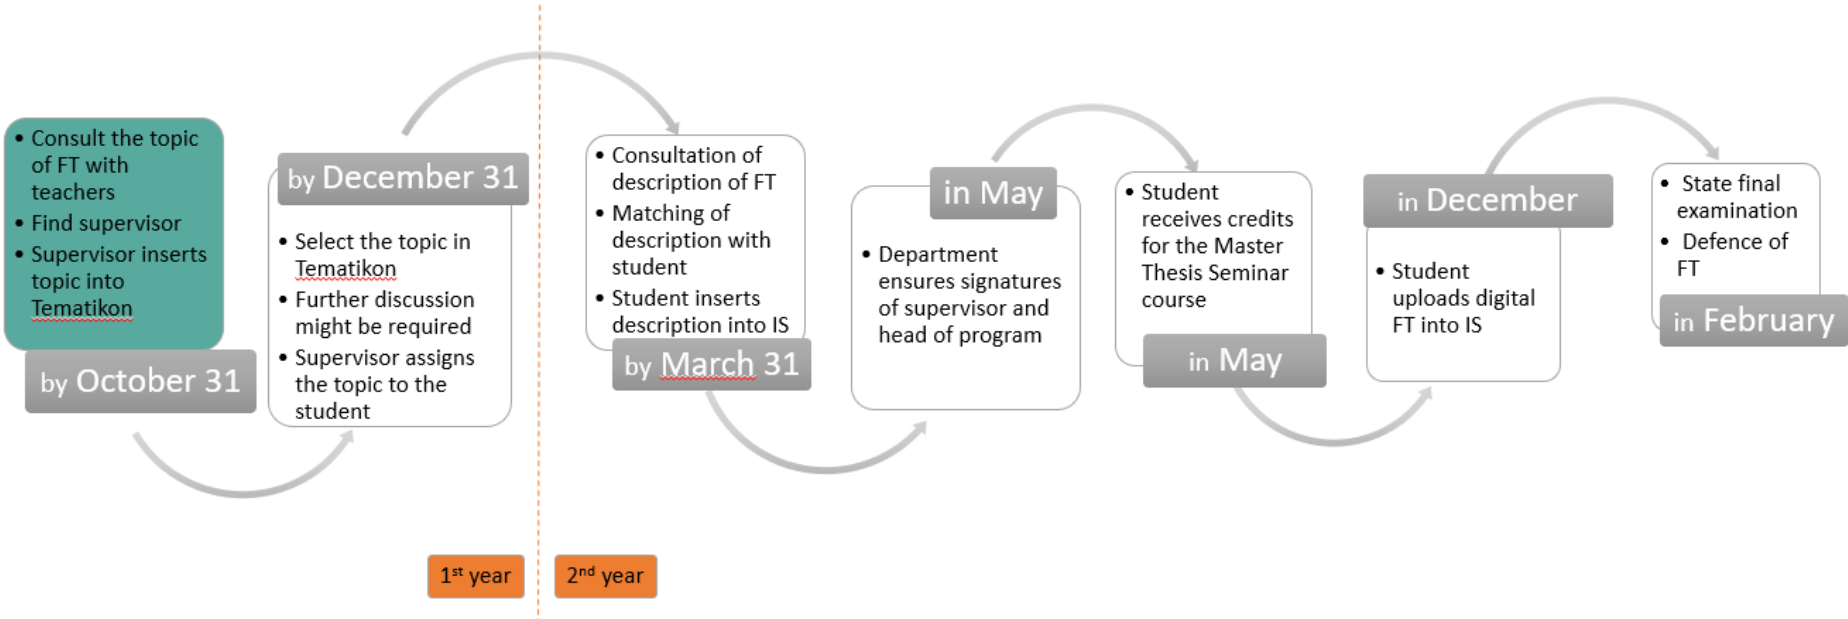 • Consult the topic
of FT with
teachers
• Find supervisor
• Supervisor inserts
topic into
Tematikon
by October 31
by December 31
• Select the topic in
Tematikon
• Further discussion
might be required
• Supervisor assigns
the topic to the
student
• Consultation of
description of FT
• Matching of
description with
student
• Student inserts
description into IS
by March 31
in May
• Department
ensures signatures
of supervisor and
head of program
• Student
receives credits
for the Master
Thesis Seminar
course
in May
in December
• Student
uploads digital
FT into IS
• State final
examination
• Defence of
FT
in February
1st year
2nd year